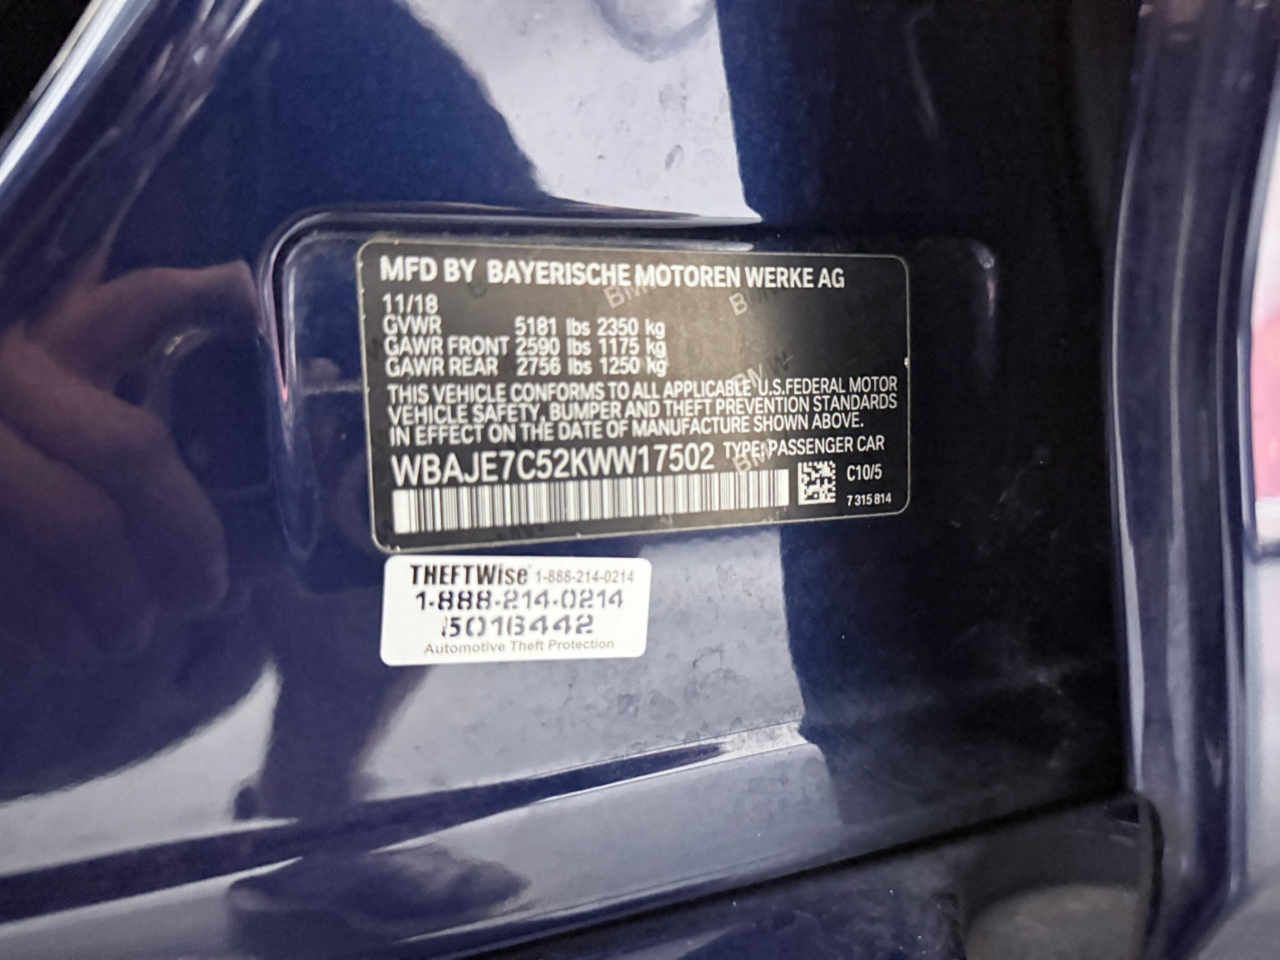 MFD BY BAYERISCHE MOTOREN WERKE AG
11/18
GVWR 5181 lbs 2350 kg
GAWR FRONT 2590 lbs 1175 kg
GAWR REAR 2756 lbs 1250 kg
THIS VEHICLE CONFORMS TO ALL APPLICABLE U.S.FEDERAL MOTOR
VEHICLE SAFETY, BUMPER AND THEFT PREVENTION STANDARDS
IN EFFECT ON THE DATE OF MANUFACTURE SHOWN ABOVE.
WBAJE7C52KWW17502 TYPE: PASSENGER CAR
C10/5
7 315 814
THEFTWise 1-888-214-0214
1-888-214-0214
5016442
Automotive Theft Protection